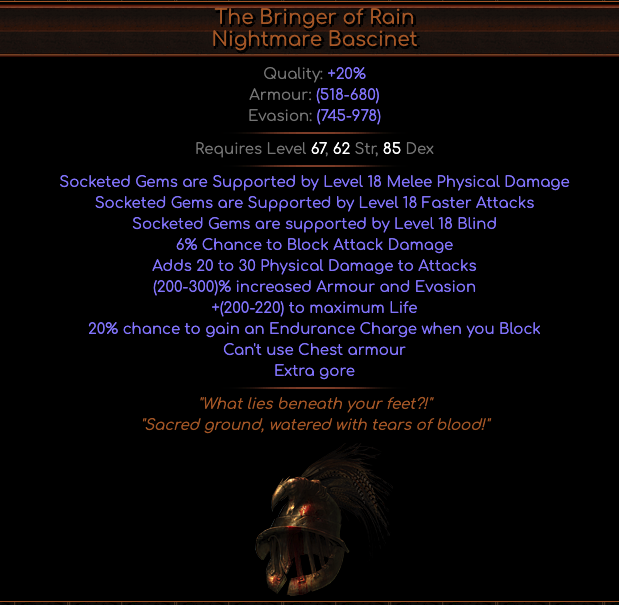 The Bringer of Rain
Nightmare Bascinet
Quality: +20%
Armour: (518-680)
Evasion: (745-978)
Requires Level 67, 62 Str, 85 Dex
Socketed Gems are Supported by Level 18 Melee Physical Damage
Socketed Gems are Supported by Level 18 Faster Attacks
Socketed Gems are supported by Level 18 Blind
6% Chance to Block Attack Damage
Adds 20 to 30 Physical Damage to Attacks
(200-300)% increased Armour and Evasion
+(200-220) to maximum Life
20% chance to gain an Endurance Charge when you Block
Can't use Chest armour
Extra gore
"What lies beneath your feet?!"
"Sacred ground, watered with tears of blood!"